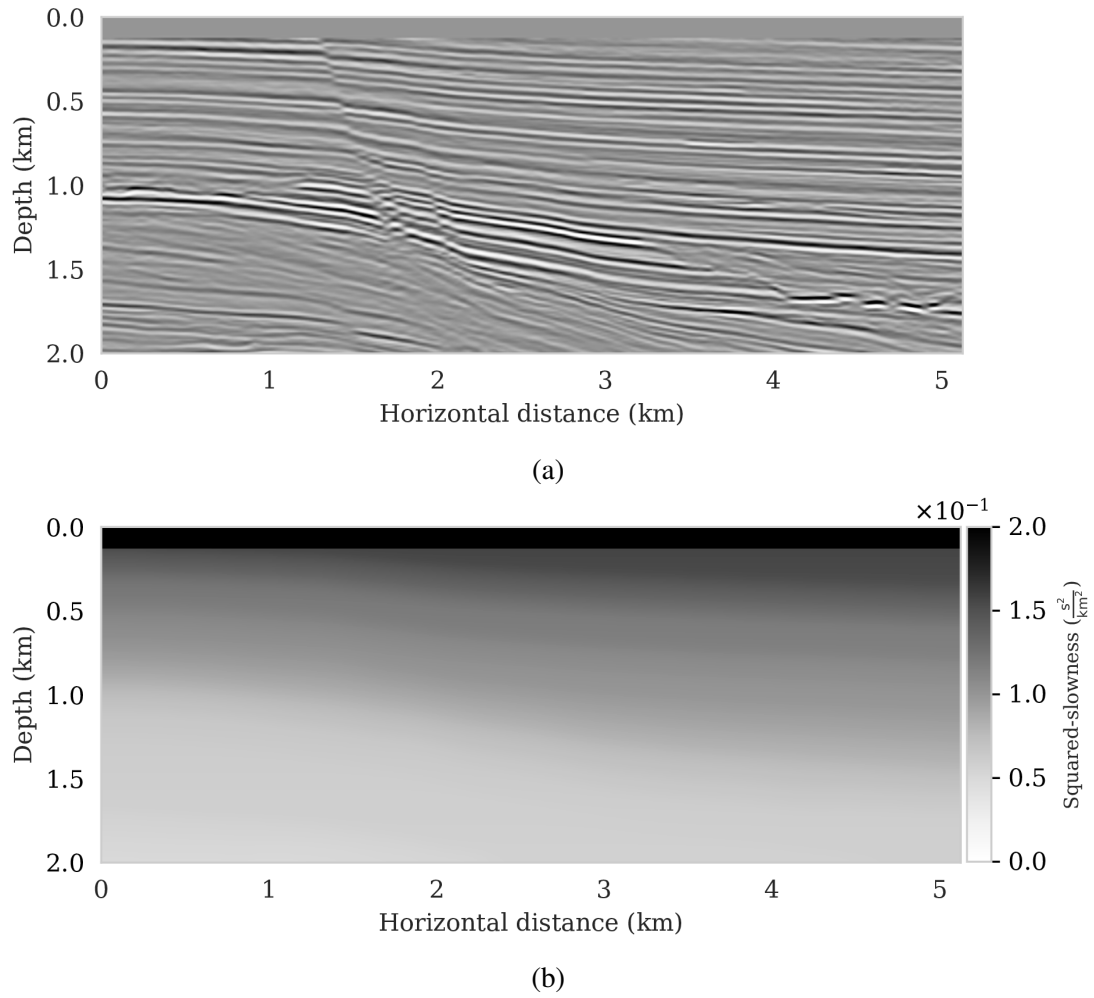 0.0
0.5
1.0
1.5
2.0
Depth (km)
0 1 2 3 4 5
Horizontal distance (km)
(a)
×10⁻¹
0.0
0.5
1.0
1.5
2.0
Depth (km)
2.0
1.5
1.0
0.5
0.0
Squared-slowness (s²/km²)
0 1 2 3 4 5
Horizontal distance (km)
(b)